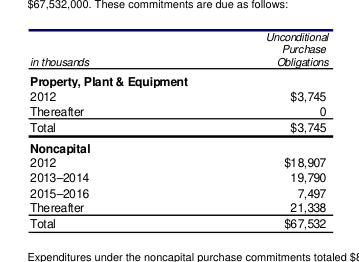 $67,532,000. These commitments are due as follows:
Unconditional
Purchase
in thousands Obligations
Property, Plant & Equipment
2012 $3,745
Thereafter 0
Total $3,745
Noncapital
2012 $18,907
2013–2014 19,790
2015–2016 7,497
Thereafter 21,338
Total $67,532
Expenditures under the noncapital purchase commitments totaled